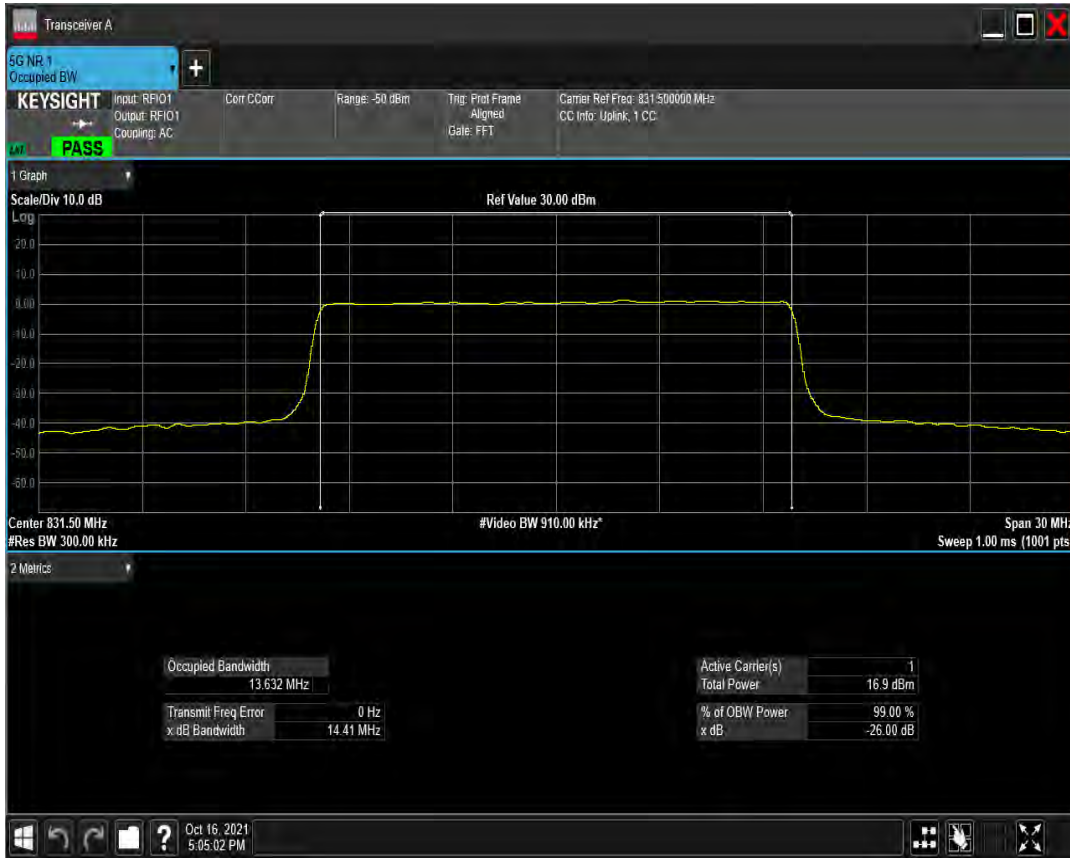 Transceiver A
5G NR 1
Occupied BW
+
KEYSIGHT
Input: RFIO1
Output: RFIO1
Coupling: AC
Corr CCorr
Range: -50 dBm
Trig: Prot Frame
Aligned
Gate: FFT
Carrier Ref Freq: 831.500000 MHz
CC Info: Uplink, 1 CC
PASS
1 Graph
Scale/Div 10.0 dB
Ref Value 30.00 dBm
Log
20.0
10.0
0.00
-10.0
-20.0
-30.0
-40.0
-50.0
-60.0
Center 831.50 MHz
#Video BW 910.00 kHz*
Span 30 MHz
#Res BW 300.00 kHz
Sweep 1.00 ms (1001 pts
2 Metrics
Occupied Bandwidth
13.632 MHz
Transmit Freq Error 0 Hz
x dB Bandwidth 14.41 MHz
Active Carrier(s) 1
Total Power 16.9 dBm
% of OBW Power 99.00 %
x dB -26.00 dB
?
Oct 16, 2021
5:05:02 PM